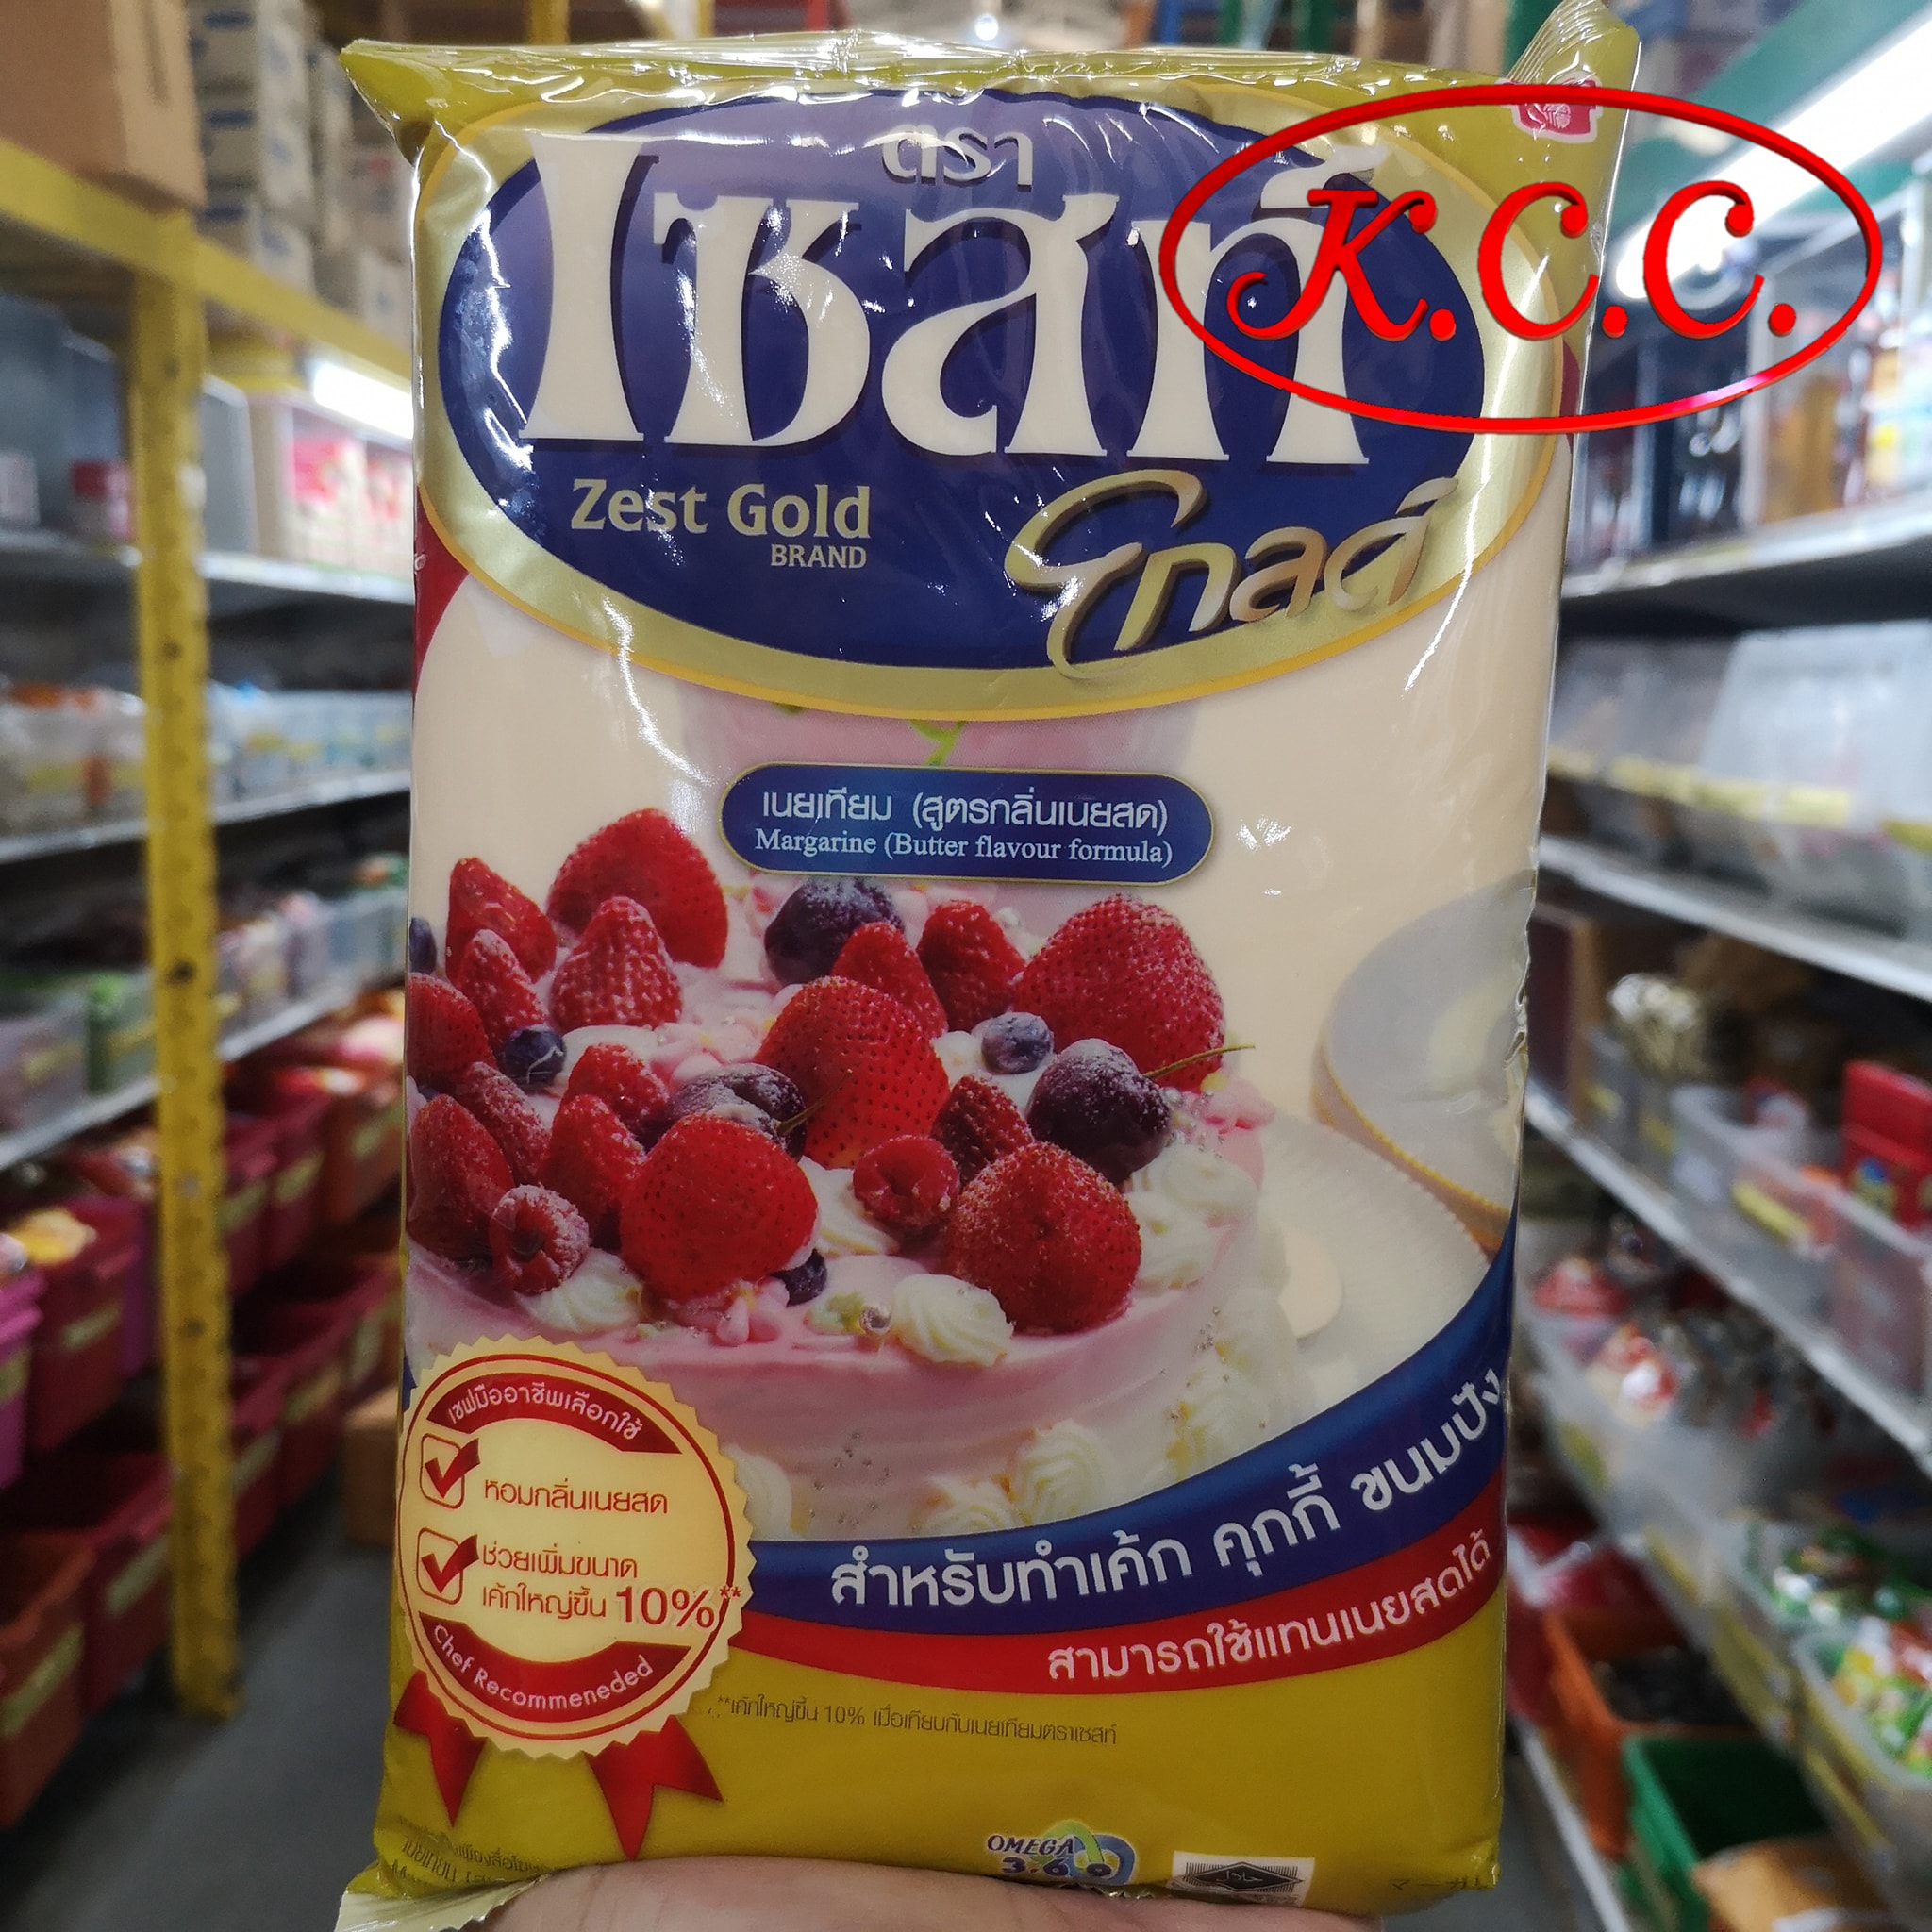 ตรา
เซสท์
K.C.C.
Zest Gold
BRAND
โกลด์
เนยเทียม (สูตรกลิ่นเนยสด)
Margarine (Butter flavour formula)
เชฟมืออาชีพเลือกใช้
หอมกลิ่นเนยสด
ช่วยเพิ่มขนาด
เค้กใหญ่ขึ้น 10%**
Chef Recommeneded
สำหรับทำเค้ก คุกกี้ ขนมปัง
สามารถใช้แทนเนยสดได้
**เค้กใหญ่ขึ้น 10% เมื่อเทียบกับเนยเทียมตราเซสท์
OMEGA
3.6.9
เนยเทียม